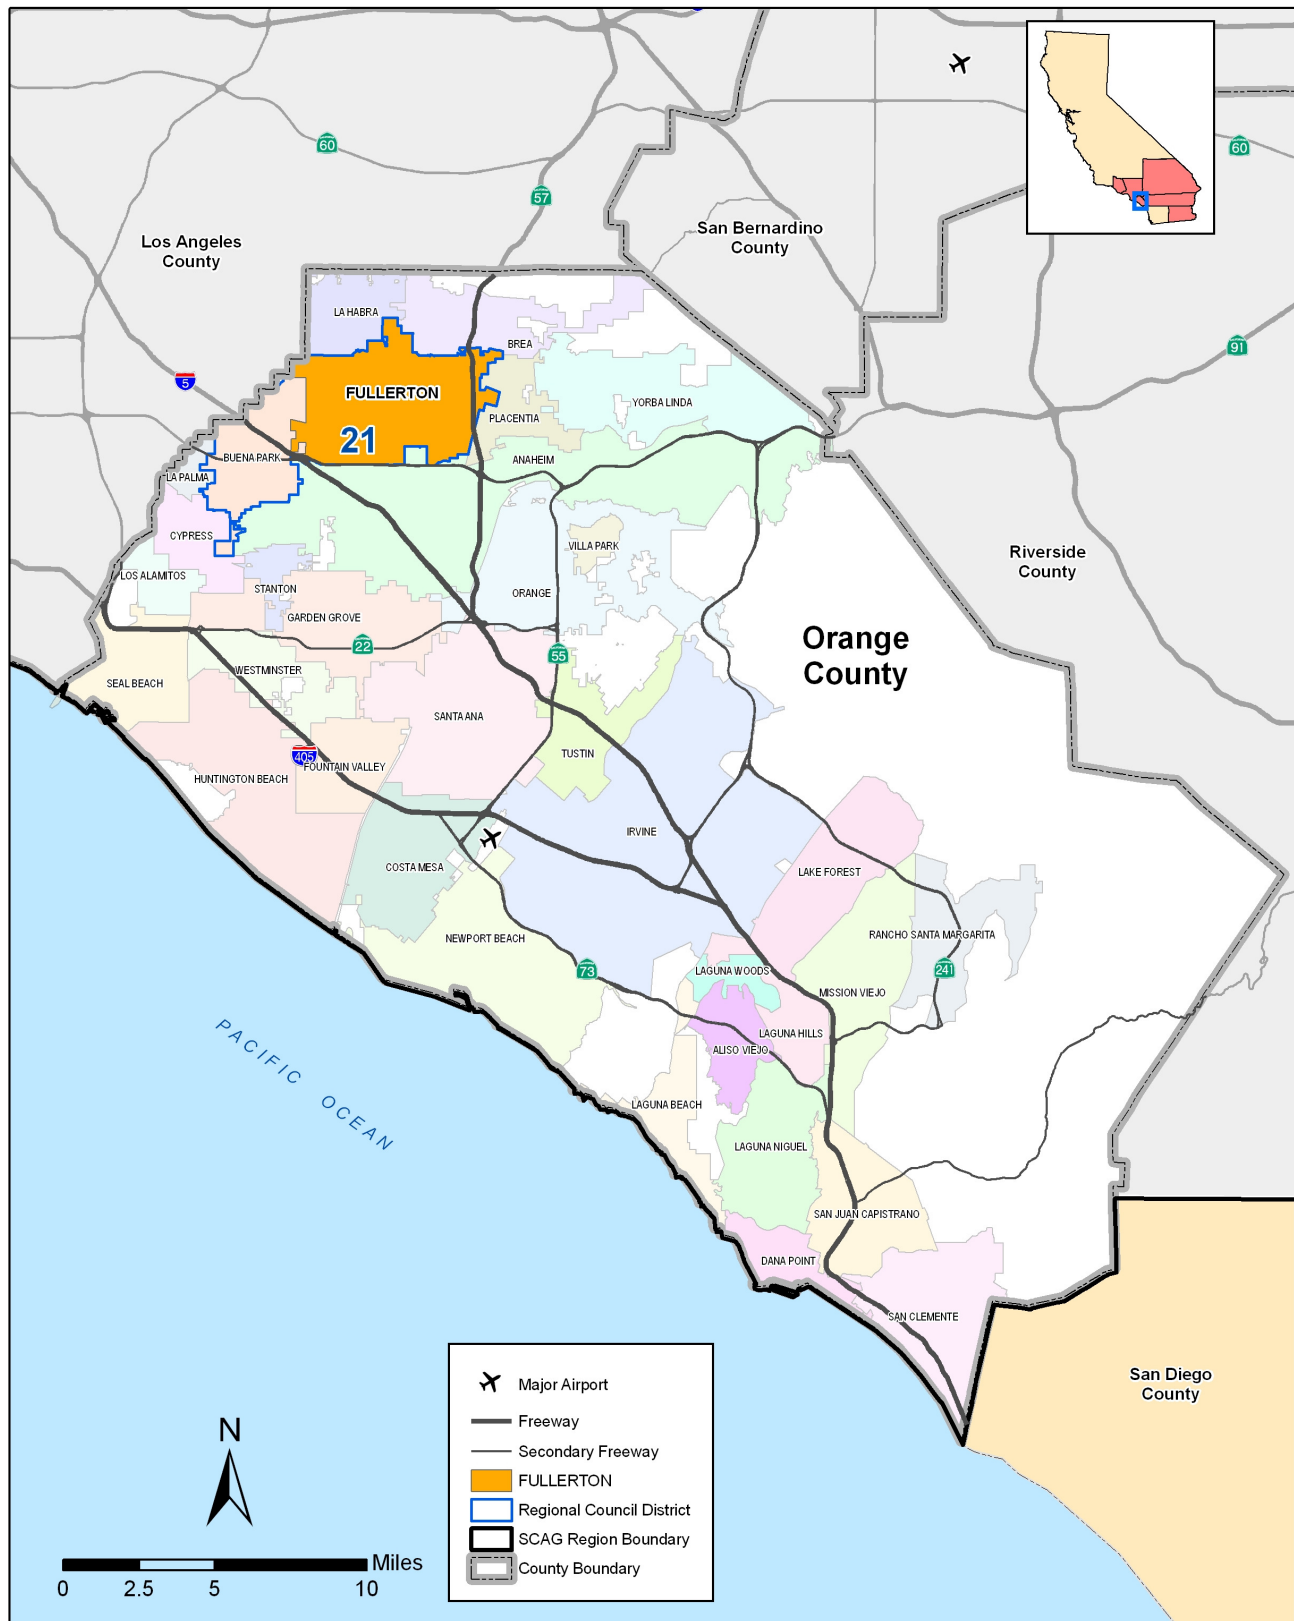 60
57
60
Los Angeles
County
San Bernardino
County
LA HABRA
BREA
91
5
FULLERTON
YORBA LINDA
PLACENTIA
21
BUENA PARK
ANAHEIM
LA PALMA
CYPRESS
VILLA PARK
Riverside
County
LOS ALAMITOS
STANTON
ORANGE
GARDEN GROVE
22
55
Orange
County
WESTMINSTER
SEAL BEACH
SANTA ANA
405
TUSTIN
FOUNTAIN VALLEY
HUNTINGTON BEACH
IRVINE
COSTA MESA
LAKE FOREST
NEWPORT BEACH
RANCHO SANTA MARGARITA
73
LAGUNA WOODS
241
MISSION VIEJO
LAGUNA HILLS
ALISO VIEJO
PACIFIC OCEAN
LAGUNA BEACH
LAGUNA NIGUEL
SAN JUAN CAPISTRANO
DANA POINT
SAN CLEMENTE
San Diego
County
Major Airport
Freeway
Secondary Freeway
FULLERTON
Regional Council District
SCAG Region Boundary
County Boundary
N
Miles
0 2.5 5 10